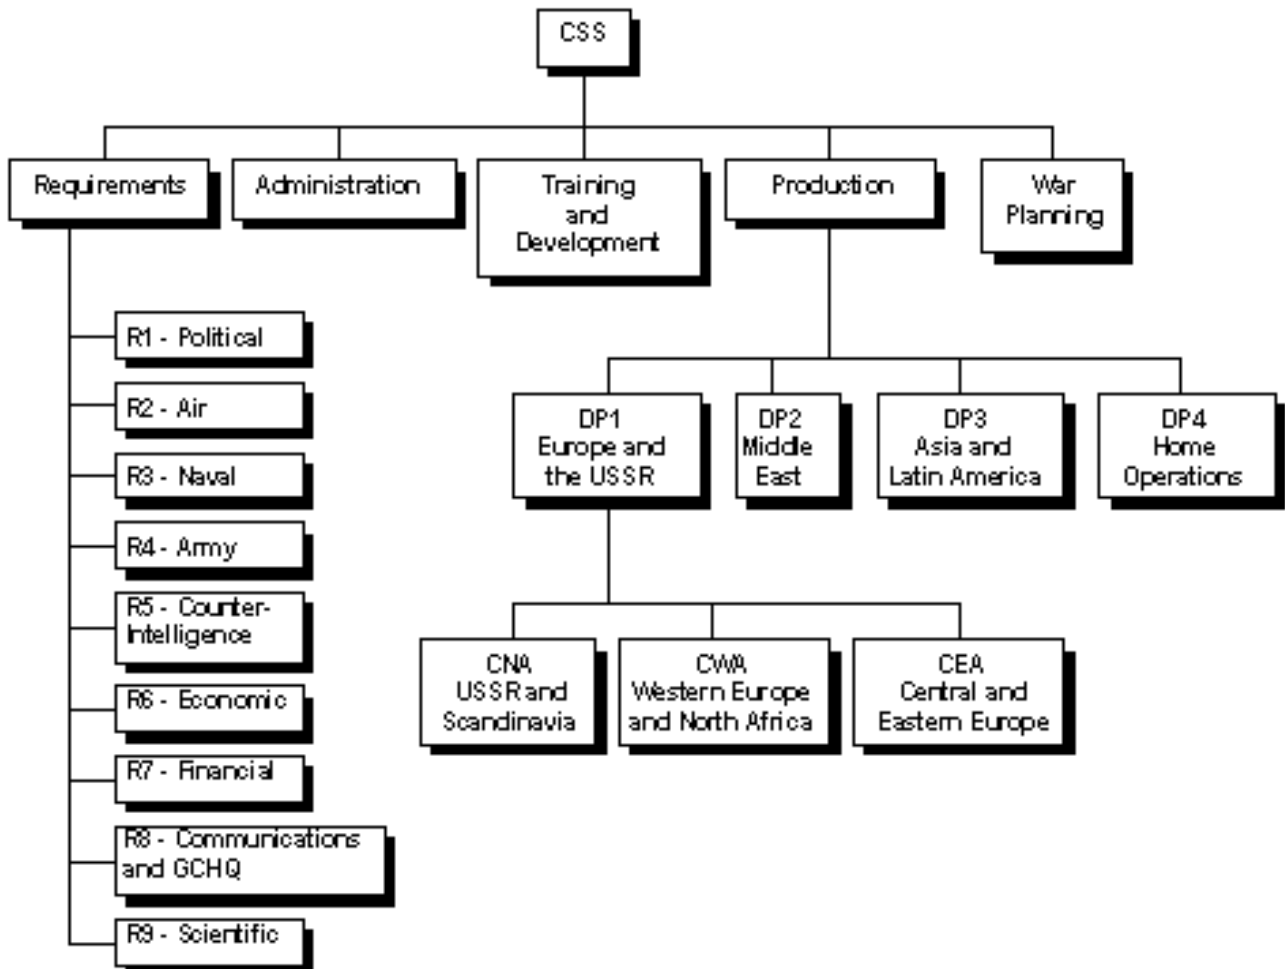 CSS
Requirements
Administration
Training
and
Development
Production
War
Planning
R1 - Political
R2 - Air
R3 - Naval
R4 - Army
R5 - Counter-
Intelligence
R6 - Economic
R7 - Financial
R8 - Communications
and GCHQ
R9 - Scientific
DP1
Europe and
the USSR
DP2
Middle
East
DP3
Asia and
Latin America
DP4
Home
Operations
CNA
USSR and
Scandinavia
CWA
Western Europe
and North Africa
CEA
Central and
Eastern Europe